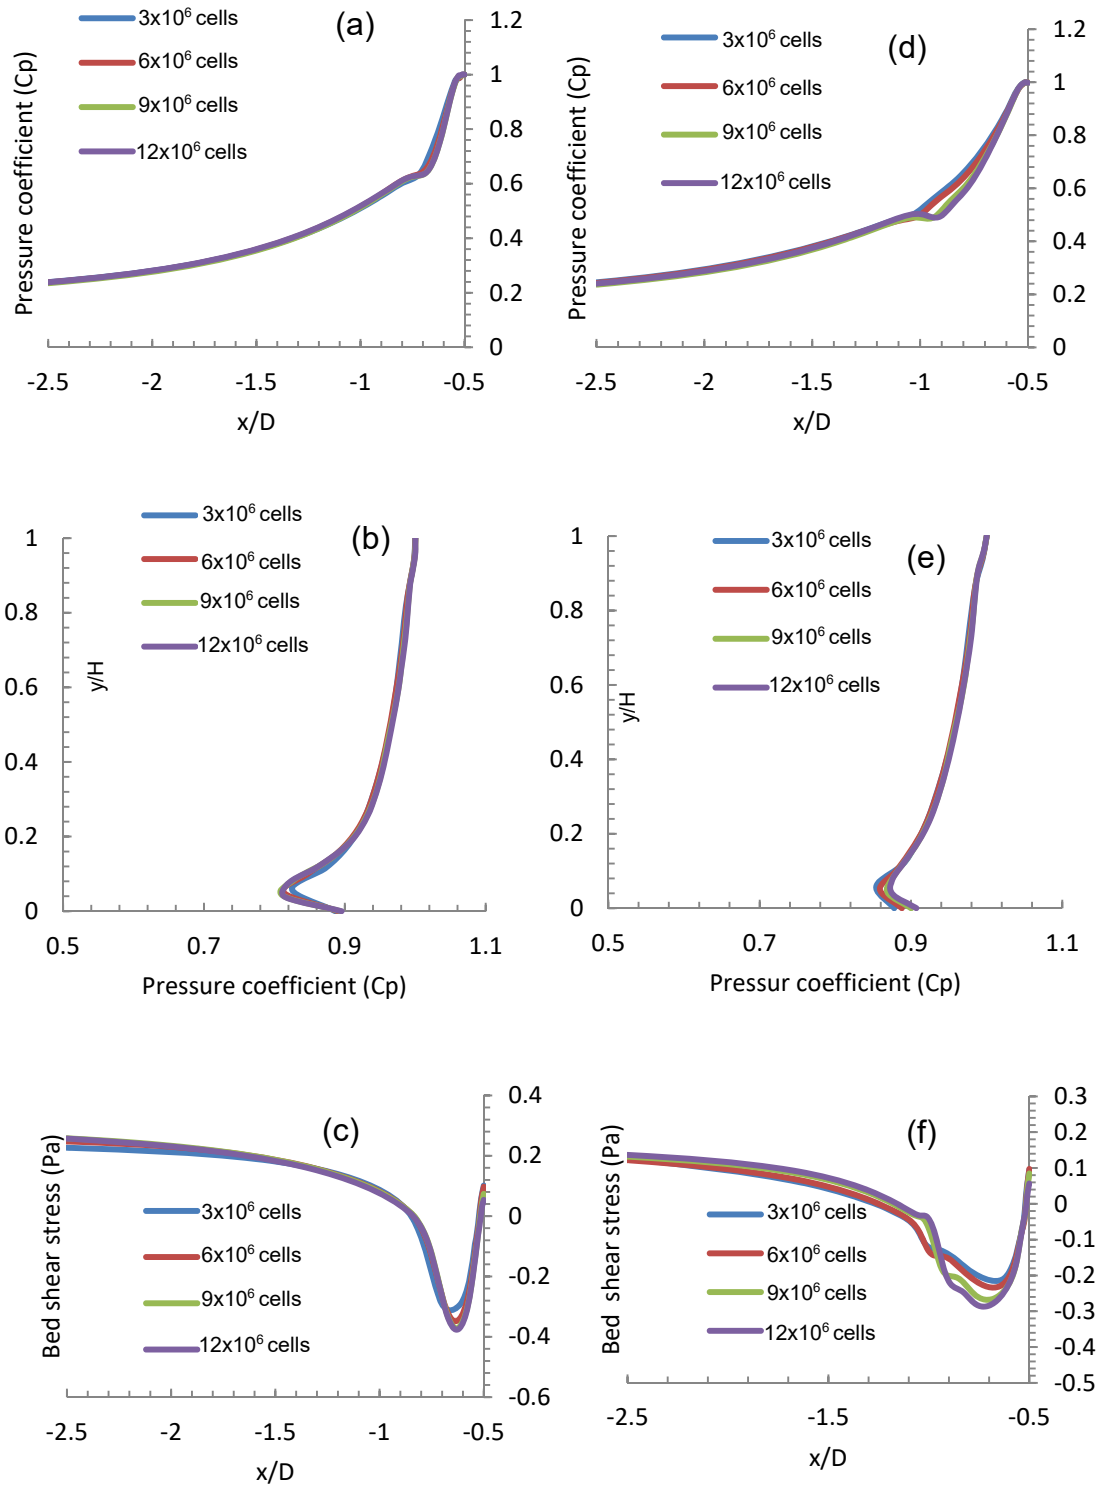 (a)
3x10⁶ cells
6x10⁶ cells
9x10⁶ cells
12x10⁶ cells
Pressure coefficient (Cp)
1.2
1
0.8
0.6
0.4
0.2
0
-2.5 -2 -1.5 -1 -0.5
x/D
(d)
3x10⁶ cells
6x10⁶ cells
9x10⁶ cells
12x10⁶ cells
Pressure coefficient (Cp)
1.2
1
0.8
0.6
0.4
0.2
0
-2.5 -2 -1.5 -1 -0.5
x/D
(b)
3x10⁶ cells
6x10⁶ cells
9x10⁶ cells
12x10⁶ cells
y/H
1
0.8
0.6
0.4
0.2
0
0.5 0.7 0.9 1.1
Pressure coefficient (Cp)
(e)
3x10⁶ cells
6x10⁶ cells
9x10⁶ cells
12x10⁶ cells
y/H
1
0.8
0.6
0.4
0.2
0
0.5 0.7 0.9 1.1
Pressur coefficient (Cp)
(c)
3x10⁶ cells
6x10⁶ cells
9x10⁶ cells
12x10⁶ cells
Bed shear stress (Pa)
0.4
0.2
0
-0.2
-0.4
-0.6
-2.5 -2 -1.5 -1 -0.5
x/D
(f)
3x10⁶ cells
6x10⁶ cells
9x10⁶ cells
12x10⁶ cells
Bed shear stress (Pa)
0.3
0.2
0.1
0
-0.1
-0.2
-0.3
-0.4
-0.5
-2.5 -1.5 -0.5
x/D